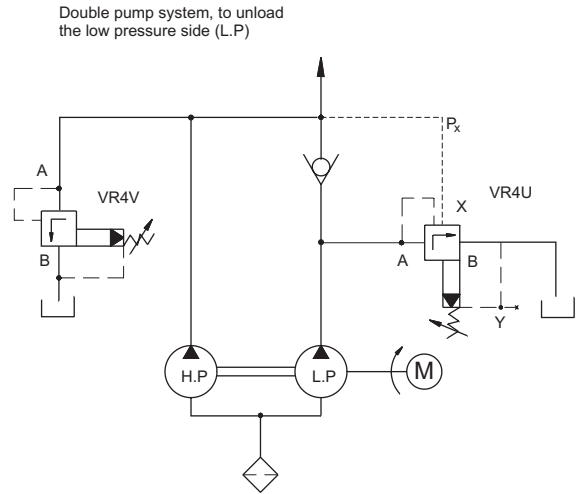 Double pump system, to unload
the low pressure side (L.P)
Px
A
VR4V
X
VR4U
B
A
B
Y
H.P
L.P
M